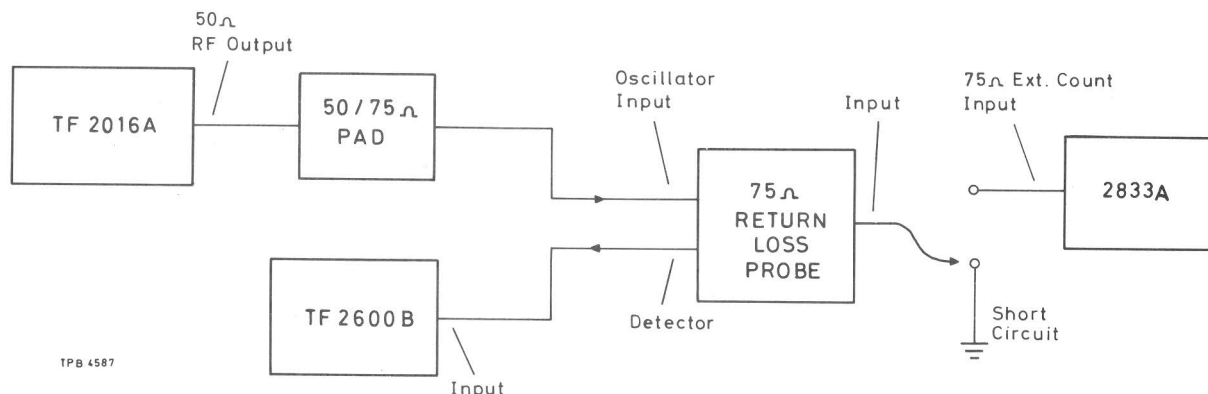 50Ω
RF Output
TF 2016A
50/75Ω
PAD
Oscillator
Input
Input
75Ω Ext. Count
Input
2833A
75Ω
RETURN
LOSS
PROBE
TF 2600B
Input
Detector
Short
Circuit
TPB 4587